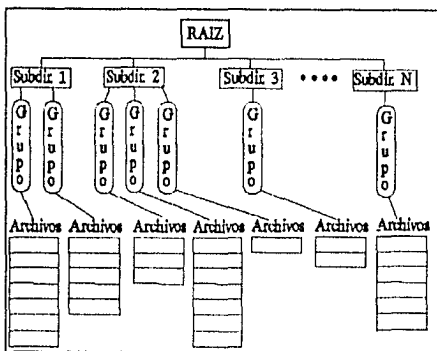 RAIZ
Subdir. 1 Subdir. 2 Subdir. 3 •••• Subdir. N
Grupo Grupo Grupo Grupo Grupo Grupo Grupo
Archivos Archivos Archivos Archivos Archivos Archivos Archivos